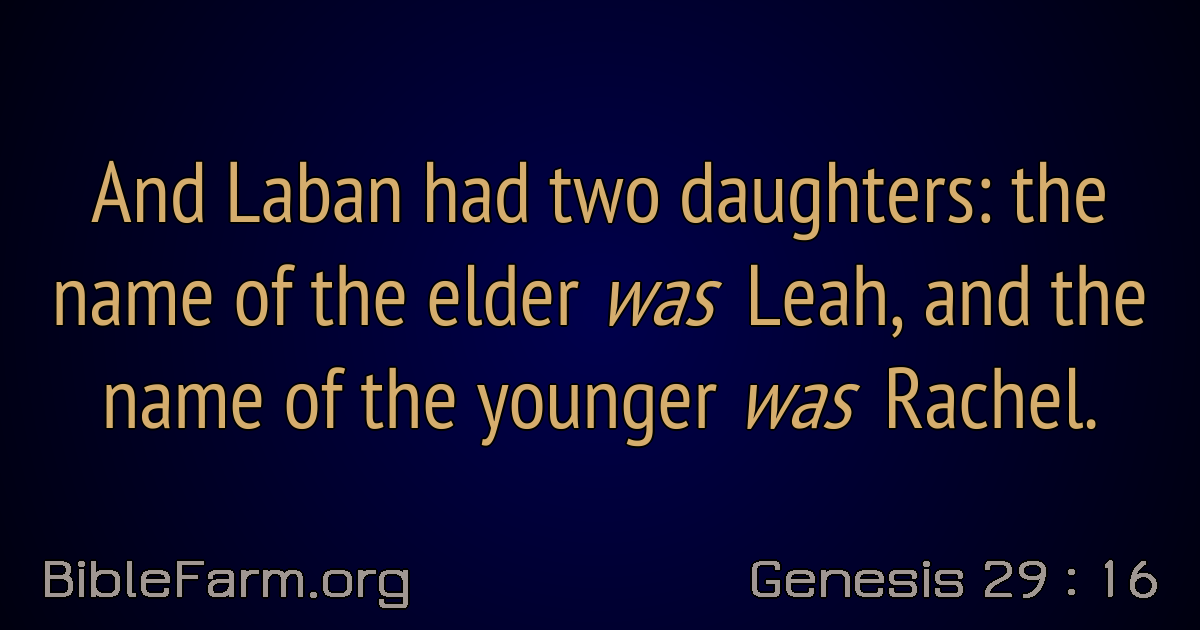 And Laban had two daughters: the
name of the elder was Leah, and the
name of the younger was Rachel.
BibleFarm.org
Genesis 29 : 16